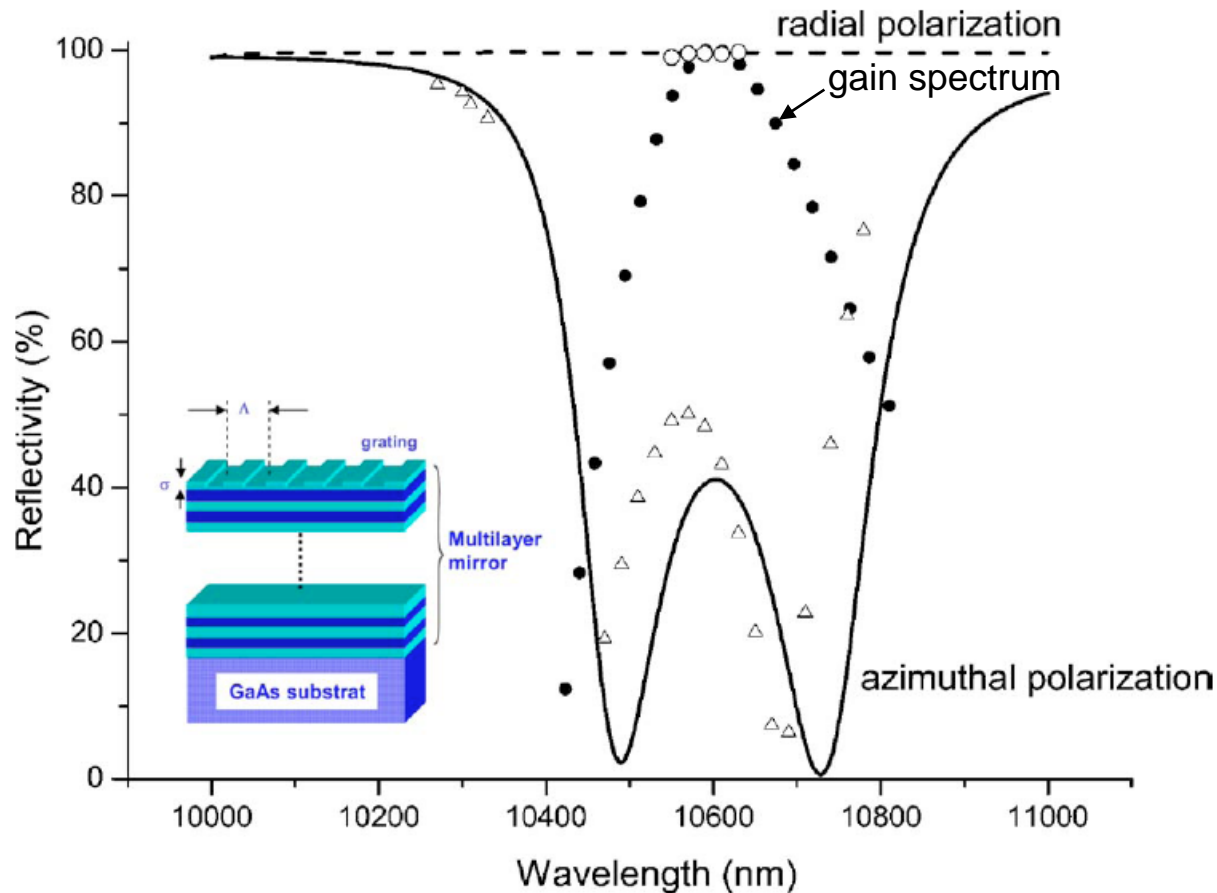 radial polarization
gain spectrum
100
80
60
40
20
0
Reflectivity (%)
Λ
grating
σ
Multilayer
mirror
GaAs substrat
azimuthal polarization
10000 10200 10400 10600 10800 11000
Wavelength (nm)